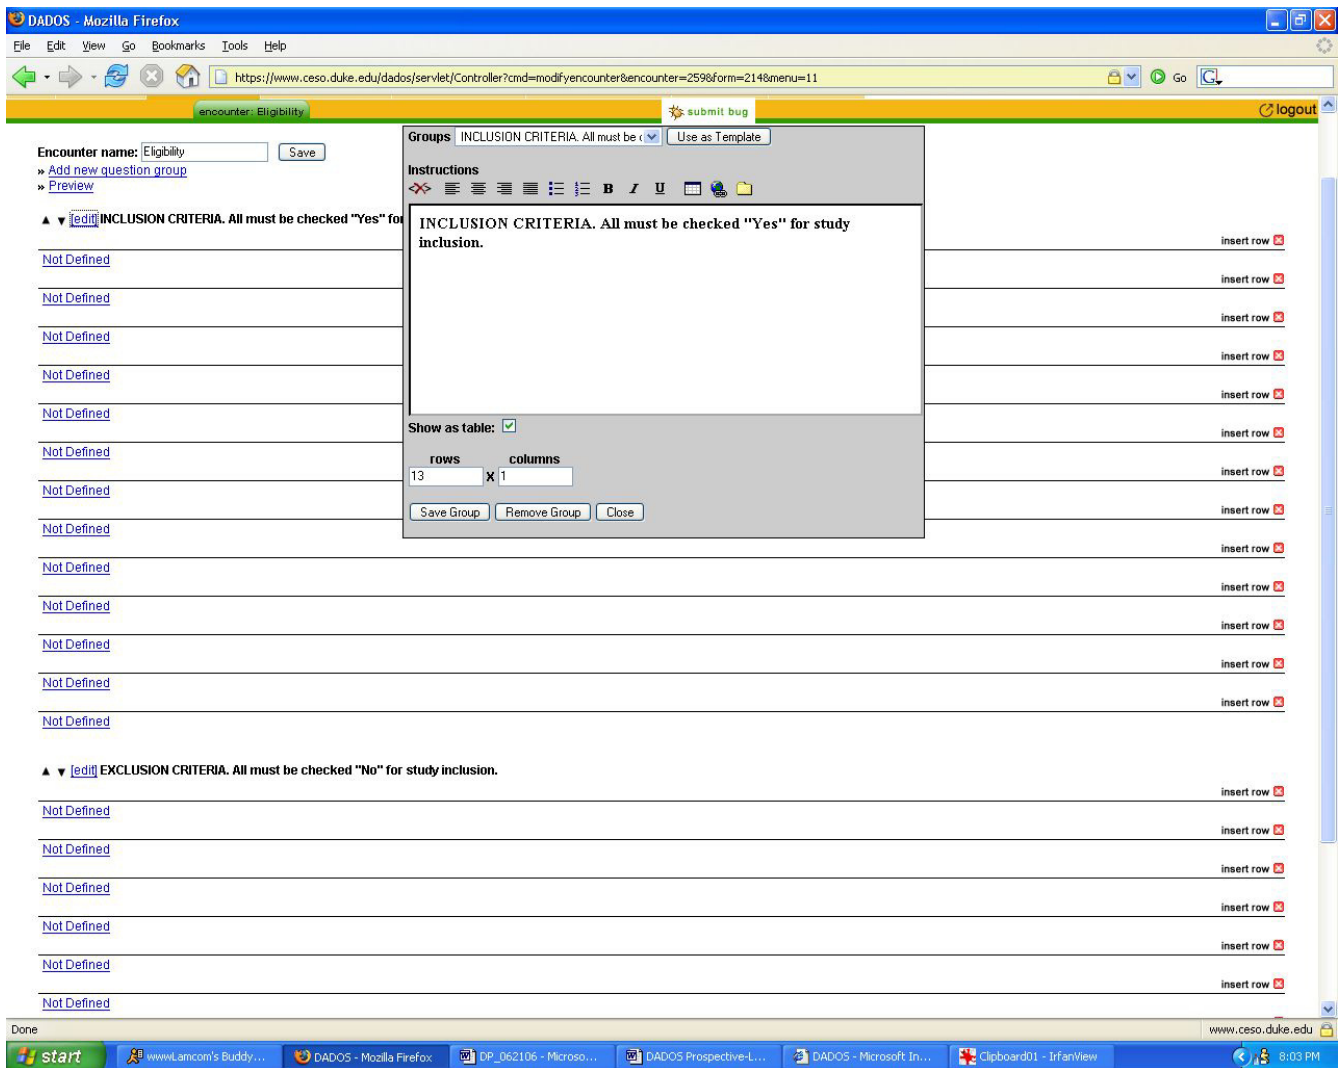 DADOS - Mozilla Firefox
File Edit View Go Bookmarks Tools Help
https://www.ceso.duke.edu/dados/servlet/Controller?cmd=modifyencounter&encounter=259&form=214&menu=11
Go
encounter: Eligibility
submit bug
logout
Encounter name: Eligibility Save
» Add new question group
» Preview
Groups INCLUSION CRITERIA. All must be c Use as Template
Instructions
B I U
INCLUSION CRITERIA. All must be checked "Yes" for study
inclusion.
Show as table:
rows columns
13 x 1
Save Group Remove Group Close
▲ ▼ [edit] INCLUSION CRITERIA. All must be checked "Yes" fo
insert row
Not Defined
insert row
Not Defined
insert row
Not Defined
insert row
Not Defined
insert row
Not Defined
insert row
Not Defined
insert row
Not Defined
insert row
Not Defined
insert row
Not Defined
insert row
Not Defined
insert row
Not Defined
insert row
Not Defined
insert row
Not Defined
▲ ▼ [edit] EXCLUSION CRITERIA. All must be checked "No" for study inclusion.
insert row
Not Defined
insert row
Not Defined
insert row
Not Defined
insert row
Not Defined
insert row
Not Defined
insert row
Not Defined
Done
www.ceso.duke.edu
start
wwwLamcom's Buddy...
DADOS - Mozilla Firefox
DP_062106 - Microso...
DADOS Prospective-L...
DADOS - Microsoft In...
Clipboard01 - IrfanView
8:03 PM